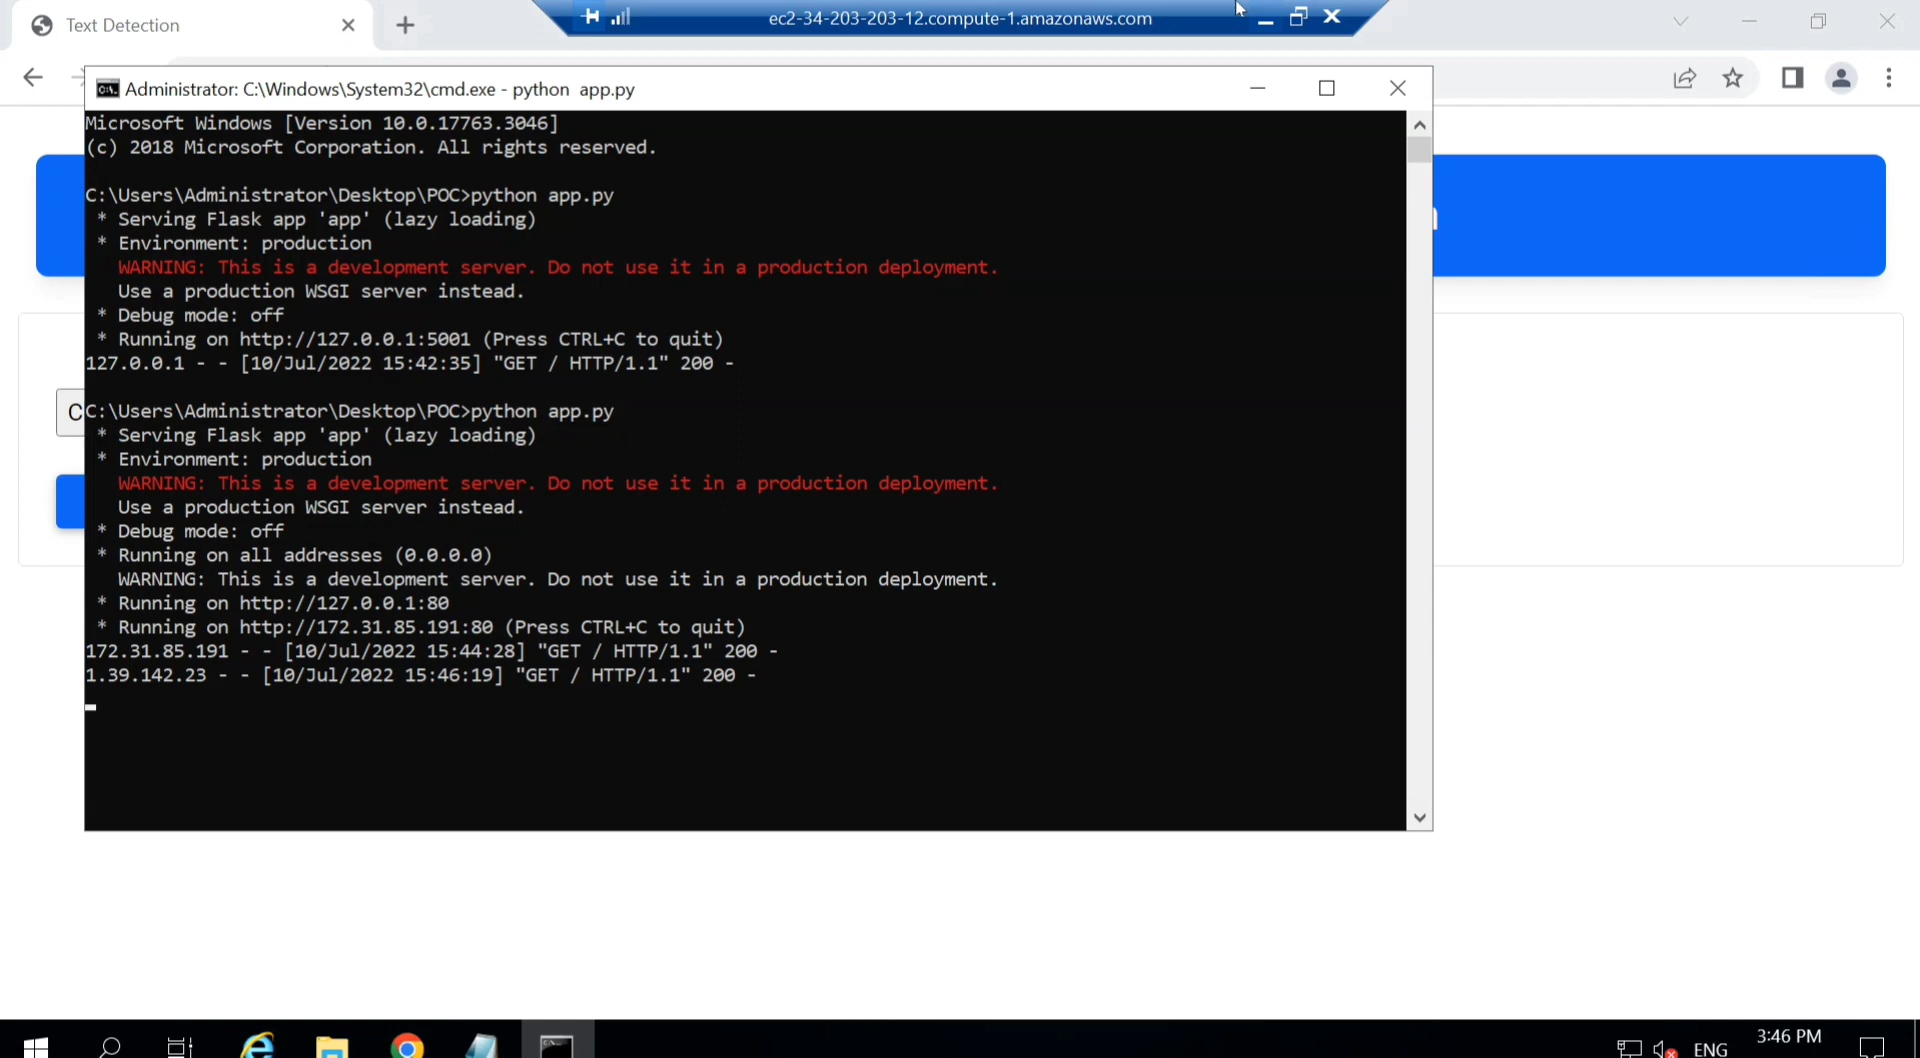 Text Detection
ec2-34-203-203-12.compute-1.amazonaws.com
Administrator: C:\Windows\System32\cmd.exe - python  app.py
Microsoft Windows [Version 10.0.17763.3046]
(c) 2018 Microsoft Corporation. All rights reserved.
C:\Users\Administrator\Desktop\POC>python app.py
* Serving Flask app 'app' (lazy loading)
* Environment: production
WARNING: This is a development server. Do not use it in a production deployment.
Use a production WSGI server instead.
* Debug mode: off
* Running on http://127.0.0.1:5001 (Press CTRL+C to quit)
127.0.0.1 - - [10/Jul/2022 15:42:35] "GET / HTTP/1.1" 200 -
C:\Users\Administrator\Desktop\POC>python app.py
* Serving Flask app 'app' (lazy loading)
* Environment: production
WARNING: This is a development server. Do not use it in a production deployment.
Use a production WSGI server instead.
* Debug mode: off
* Running on all addresses (0.0.0.0)
WARNING: This is a development server. Do not use it in a production deployment.
* Running on http://127.0.0.1:80
* Running on http://172.31.85.191:80 (Press CTRL+C to quit)
172.31.85.191 - - [10/Jul/2022 15:44:28] "GET / HTTP/1.1" 200 -
1.39.142.23 - - [10/Jul/2022 15:46:19] "GET / HTTP/1.1" 200 -
ENG
3:46 PM